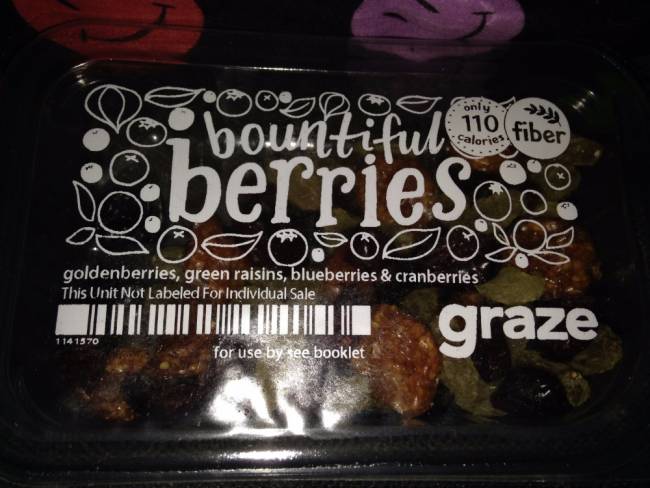 bountiful
berries
only
110
calories
fiber
goldenberries, green raisins, blueberries & cranberries
This Unit Not Labeled For Individual Sale
1141570
for use by see booklet
graze